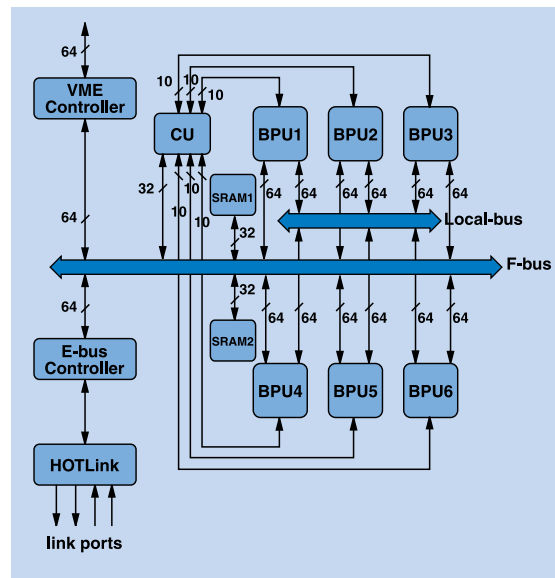 64
VME
Controller
10
10
10
CU
BPU1
BPU2
BPU3
32
10
10
10
SRAM1
32
64
64
64
64
64
64
Local-bus
64
F-bus
64
32
64
64
64
64
64
64
E-bus
Controller
SRAM2
BPU4
BPU5
BPU6
HOTLink
link ports